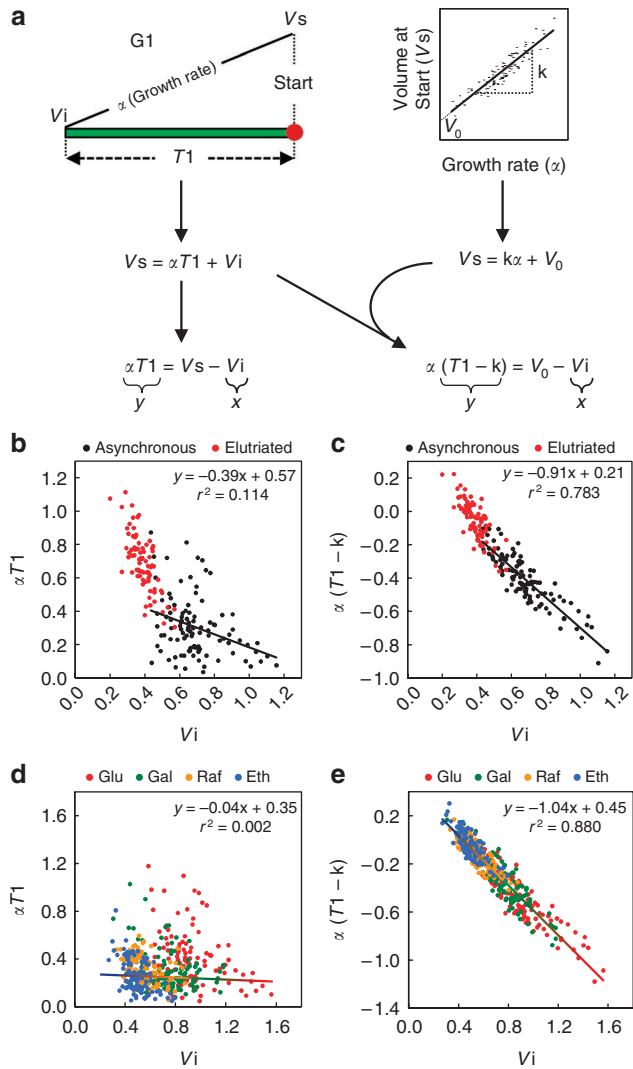 a
G1
Vs
α (Growth rate)
Start
Vi
T1
Volume at
Start (Vs)
k
V₀
Growth rate (α)
Vs = αT1 + Vi
Vs = kα + V₀
αT1 = Vs − Vi
y
x
α (T1 − k) = V₀ − Vi
y
x
b
Asynchronous Elutriated
y = −0.39x + 0.57
r² = 0.114
αT1
1.2
1.0
0.8
0.6
0.4
0.2
0.0
0.0 0.2 0.4 0.6 0.8 1.0 1.2
Vi
c
Asynchronous Elutriated
y = −0.91x + 0.21
r² = 0.783
α (T1 − k)
0.2
0.0
−0.2
−0.4
−0.6
−0.8
−1.0
0.0 0.2 0.4 0.6 0.8 1.0 1.2
Vi
d
Glu Gal Raf Eth
y = −0.04x + 0.35
r² = 0.002
αT1
1.6
1.2
0.8
0.4
0.0
0.4 0.8 1.2 1.6
Vi
e
Glu Gal Raf Eth
y = −1.04x + 0.45
r² = 0.880
α (T1 − k)
0.2
−0.2
−0.6
−1.0
−1.4
0.4 0.8 1.2 1.6
Vi